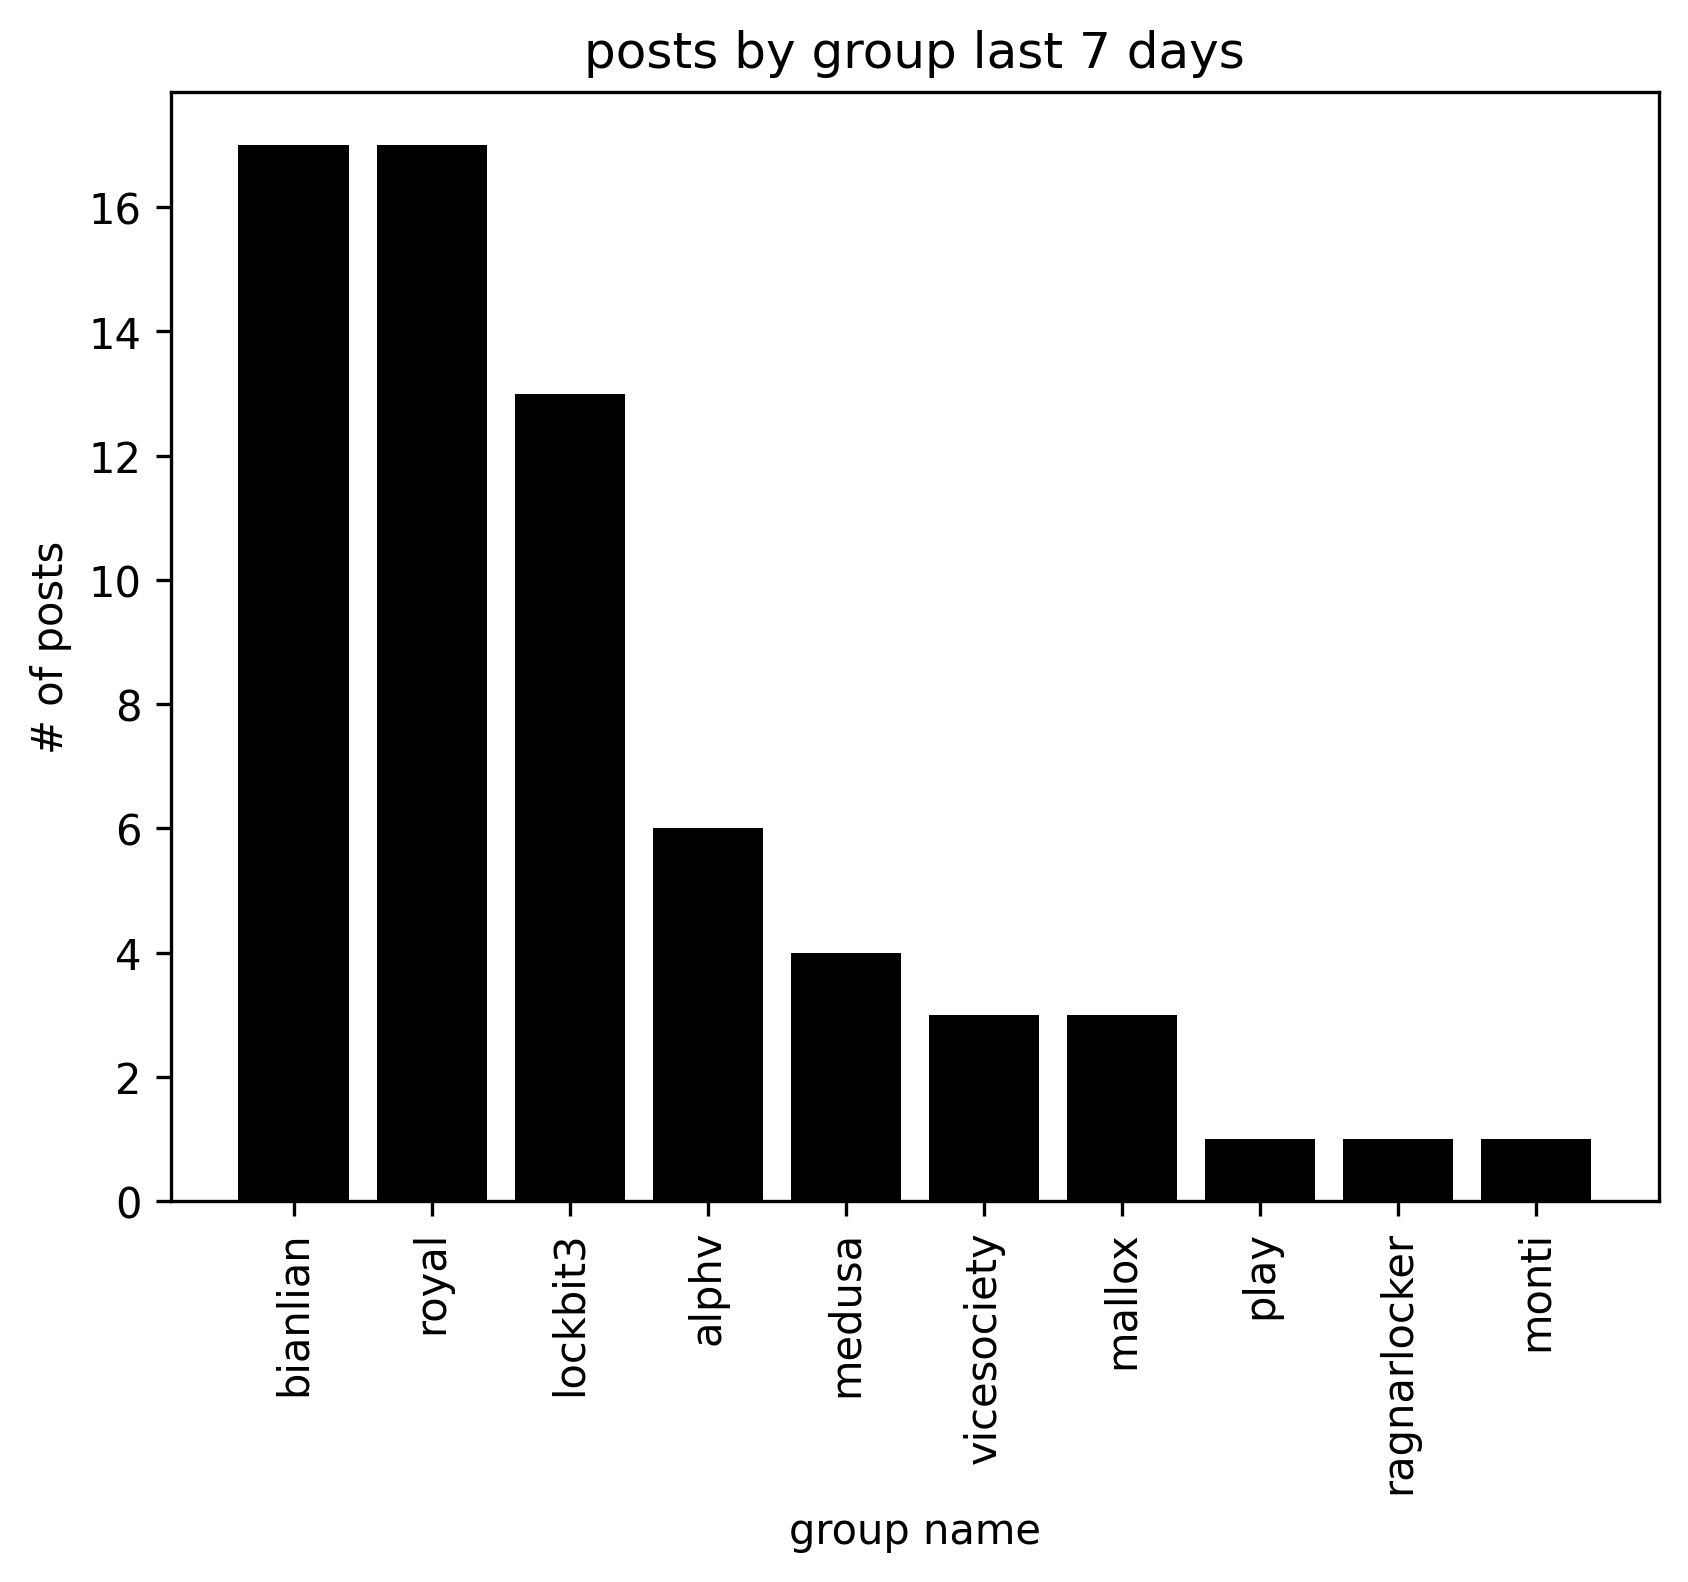 posts by group last 7 days
# of posts
16
14
12
10
8
6
4
2
0
bianlian
royal
lockbit3
alphv
medusa
vicesociety
mallox
play
ragnarlocker
monti
group name